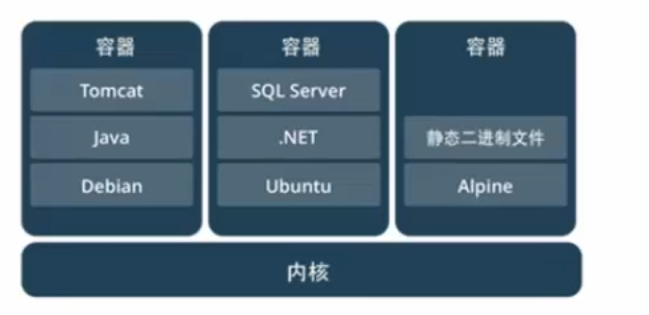 容器
Tomcat
Java
Debian
容器
SQL Server
.NET
Ubuntu
容器
静态二进制文件
Alpine
内核